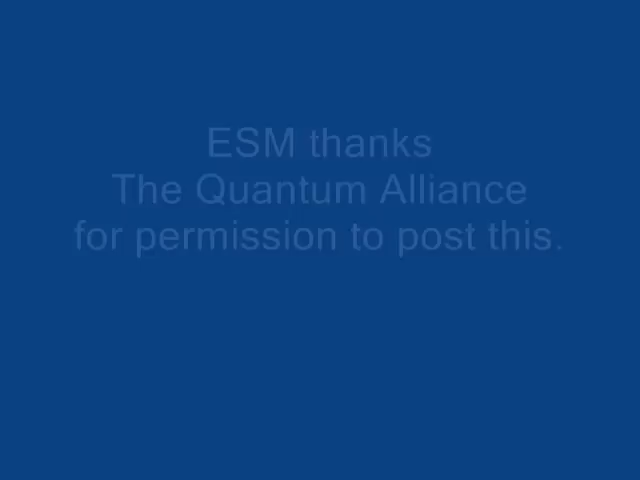 ESM thanks
The Quantum Alliance
for permission to post this.